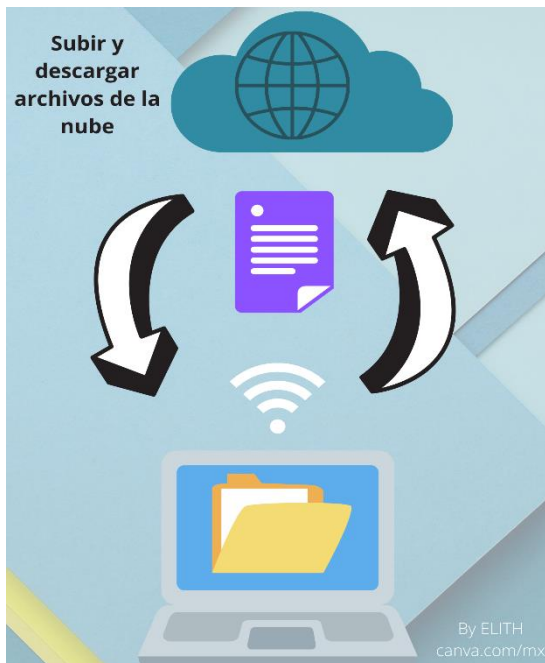 Subir y
descargar
archivos de la
nube
By ELITH
canva.com/mx